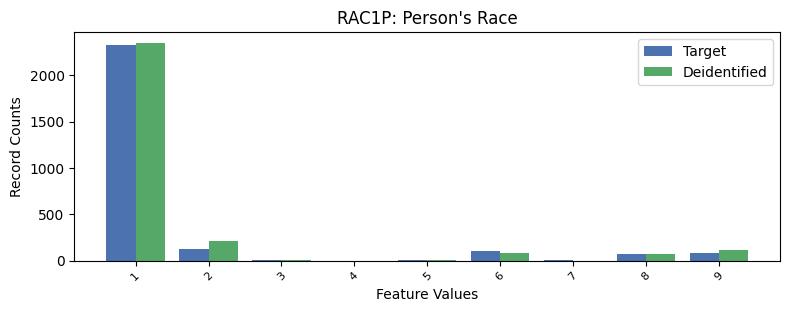 RAC1P: Person's Race
Target
Deidentified
Record Counts
2000
1500
1000
500
0
1 2 3 4 5 6 7 8 9
Feature Values